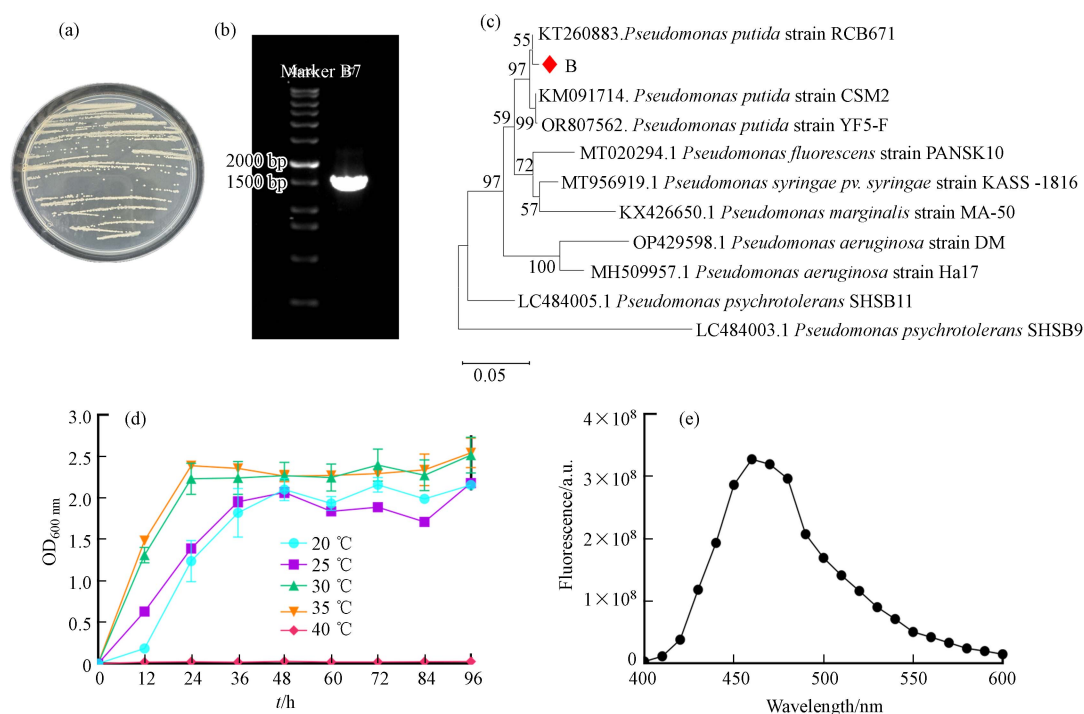 (a)
(b)
Marker B7
2000 bp
1500 bp
(c)
55
KT260883.Pseudomonas putida strain RCB671
B
97
KM091714. Pseudomonas putida strain CSM2
59
99
OR807562. Pseudomonas putida strain YF5-F
72
MT020294.1 Pseudomonas fluorescens strain PANSK10
97
MT956919.1 Pseudomonas syringae pv. syringae strain KASS -1816
57
KX426650.1 Pseudomonas marginalis strain MA-50
OP429598.1 Pseudomonas aeruginosa strain DM
100
MH509957.1 Pseudomonas aeruginosa strain Ha17
LC484005.1 Pseudomonas psychrotolerans SHSB11
LC484003.1 Pseudomonas psychrotolerans SHSB9
0.05
(d)
3.0
2.5
2.0
1.5
1.0
0.5
0
OD600 nm
20 ℃
25 ℃
30 ℃
35 ℃
40 ℃
0 12 24 36 48 60 72 84 96
t/h
(e)
4×10⁸
3×10⁸
2×10⁸
1×10⁸
0
Fluorescence/a.u.
400 450 500 550 600
Wavelength/nm